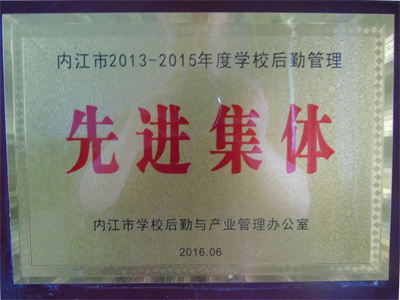 内江市2013-2015年度学校后勤管理
先进集体
内江市学校后勤与产业管理办公室
2016.06